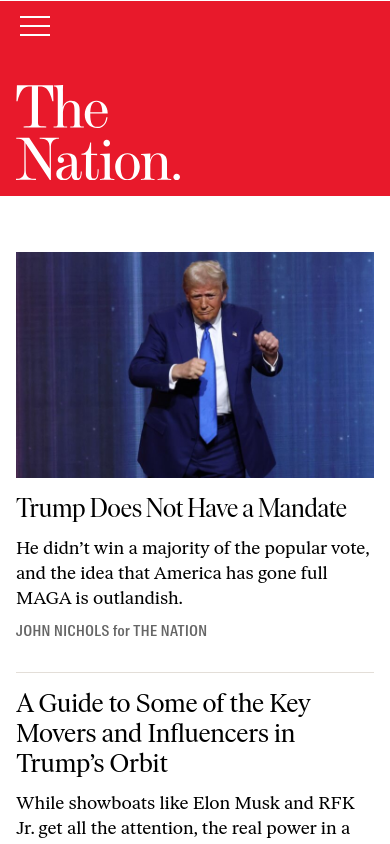 The
Nation.
Trump Does Not Have a Mandate
He didn’t win a majority of the popular vote,
and the idea that America has gone full
MAGA is outlandish.
JOHN NICHOLS for THE NATION
A Guide to Some of the Key
Movers and Influencers in
Trump’s Orbit
While showboats like Elon Musk and RFK
Jr. get all the attention, the real power in a